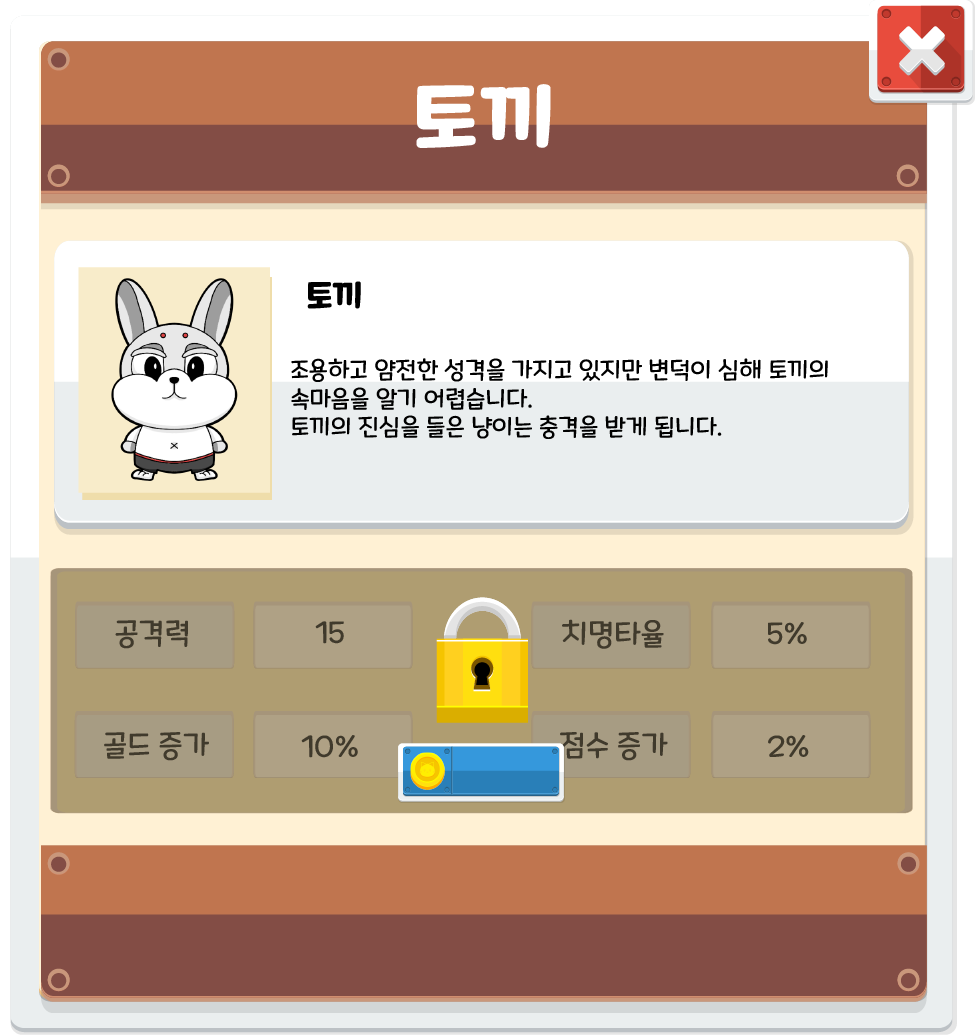 토끼
토끼
조용하고 얌전한 성격을 가지고 있지만 변덕이 심해 토끼의
속마음을 알기 어렵습니다.
토끼의 진심을 들은 냥이는 충격을 받게 됩니다.
공격력 15 치명타율 5%
골드 증가 10% 점수 증가 2%